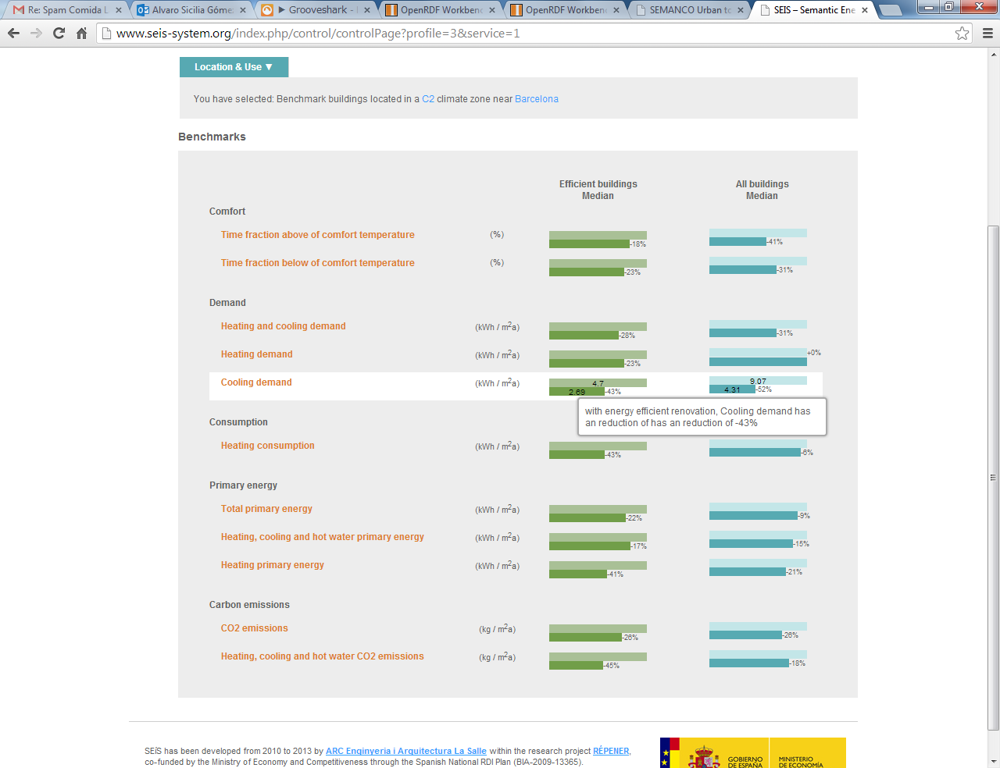 Re: Spam Comida L
Alvaro Sicilia Góme
Grooveshark -
OpenRDF Workben
OpenRDF Workben
SEMANCO Urban to
SEIS – Semantic Ene
www.seis-system.org/index.php/control/controlPage?profile=3&service=1
Location & Use ▼
You have selected: Benchmark buildings located in a C2 climate zone near Barcelona
Benchmarks
Efficient buildings Median
All buildings Median
Comfort
Time fraction above of comfort temperature (%) -18% -41%
Time fraction below of comfort temperature (%) -23% -31%
Demand
Heating and cooling demand (kWh / m2a) -28% -31%
Heating demand (kWh / m2a) -23% +0%
Cooling demand (kWh / m2a) 4.7 2.69 -43% 9.07 4.31 -52%
with energy efficient renovation, Cooling demand has
an reduction of has an reduction of -43%
Consumption
Heating consumption (kWh / m2a) -43% -6%
Primary energy
Total primary energy (kWh / m2a) -22% -9%
Heating, cooling and hot water primary energy (kWh / m2a) -17% -15%
Heating primary energy (kWh / m2a) -41% -21%
Carbon emissions
CO2 emissions (kg / m2a) -26% -26%
Heating, cooling and hot water CO2 emissions (kg / m2a) -45% -18%
SEíS has been developed from 2010 to 2013 by ARC Enginyeria i Arquitectura La Salle within the research project RÉPENER,
co-funded by the Ministry of Economy and Competitiveness through the Spanish National RDI Plan (BIA-2009-13365).
GOBIERNO
DE ESPAÑA
MINISTERIO
DE ECONOMÍA